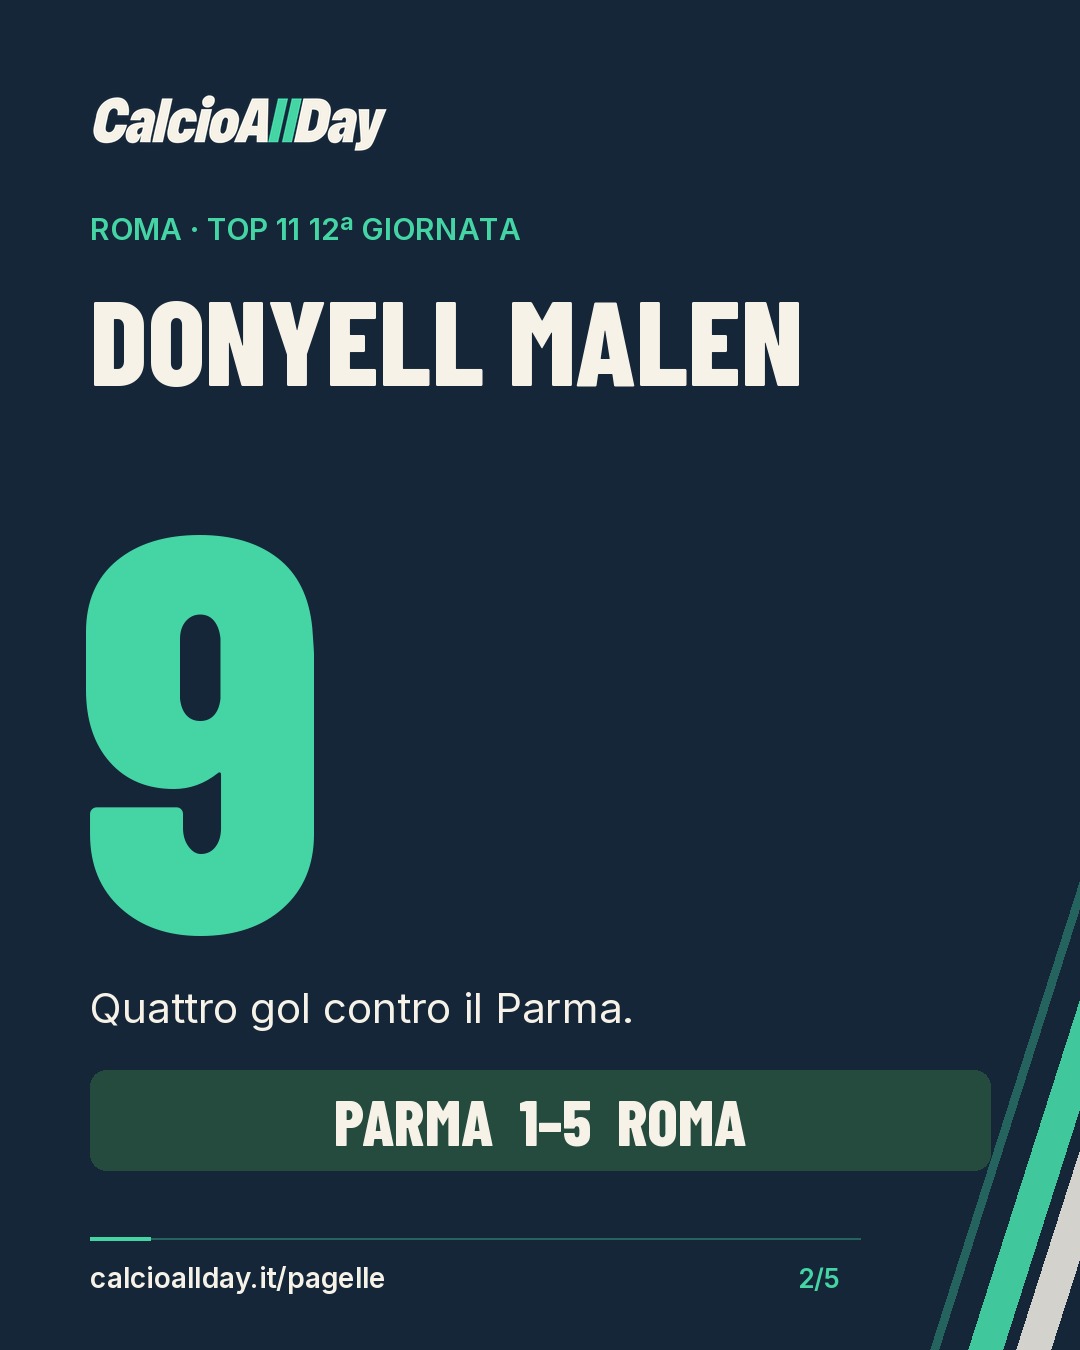 CalcioAllDay
ROMA · TOP 11 12ª GIORNATA
DONYELL MALEN
9
Quattro gol contro il Parma.
PARMA 1–5 ROMA
calcioallday.it/pagelle
2/5